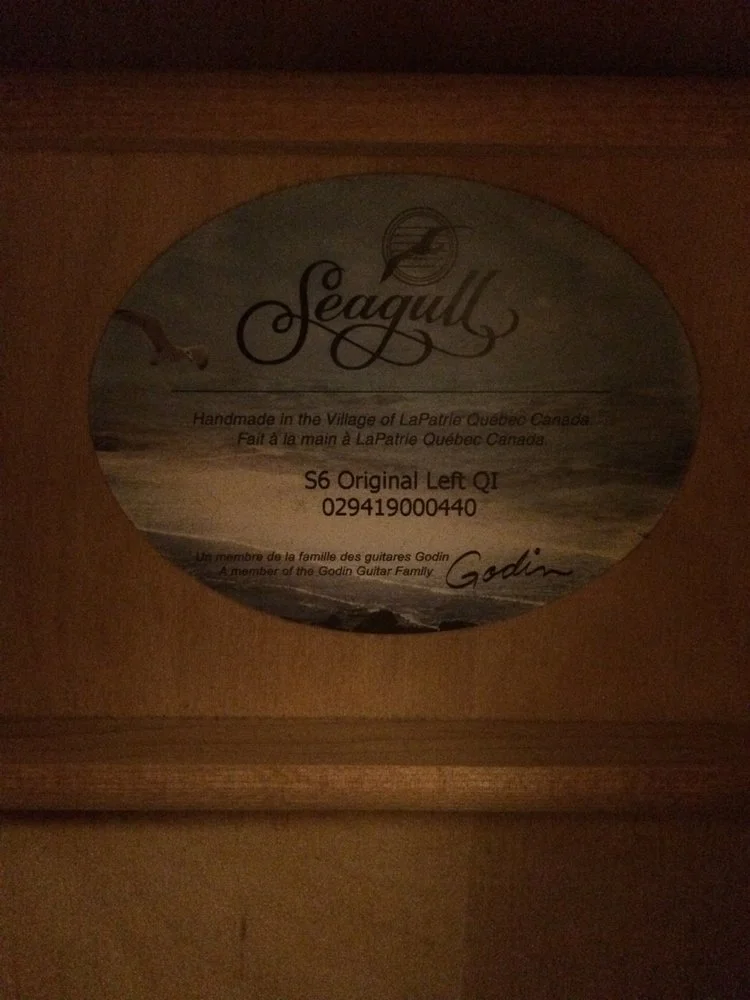 Seagull
Handmade in the Village of LaPatrie Québec Canada
Fait à la main à LaPatrie Québec Canada
S6 Original Left QI
029419000440
Un membre de la famille des guitares Godin
A member of the Godin Guitar Family
Godin